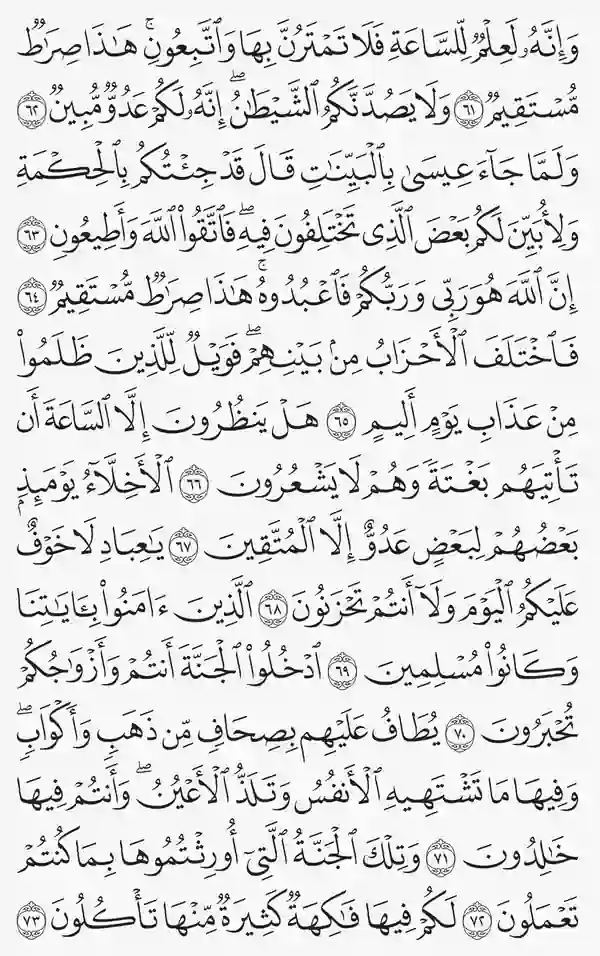 وَإِنَّهُۥ لَعِلْمٌ لِّلسَّاعَةِ فَلَا تَمْتَرُنَّ بِهَا وَٱتَّبِعُونِۚ هَٰذَا صِرَٰطٌ
مُّسْتَقِيمٌ ٦١ وَلَا يَصُدَّنَّكُمُ ٱلشَّيْطَٰنُۖ إِنَّهُۥ لَكُمْ عَدُوٌّ مُّبِينٌ ٦٢
وَلَمَّا جَآءَ عِيسَىٰ بِٱلْبَيِّنَٰتِ قَالَ قَدْ جِئْتُكُم بِٱلْحِكْمَةِ
وَلِأُبَيِّنَ لَكُم بَعْضَ ٱلَّذِى تَخْتَلِفُونَ فِيهِۖ فَٱتَّقُوا۟ ٱللَّهَ وَأَطِيعُونِ ٦٣
إِنَّ ٱللَّهَ هُوَ رَبِّى وَرَبُّكُمْ فَٱعْبُدُوهُۚ هَٰذَا صِرَٰطٌ مُّسْتَقِيمٌ ٦٤
فَٱخْتَلَفَ ٱلْأَحْزَابُ مِنۢ بَيْنِهِمْۖ فَوَيْلٌ لِّلَّذِينَ ظَلَمُوا۟
مِنْ عَذَابِ يَوْمٍ أَلِيمٍ ٦٥ هَلْ يَنظُرُونَ إِلَّا ٱلسَّاعَةَ أَن
تَأْتِيَهُم بَغْتَةً وَهُمْ لَا يَشْعُرُونَ ٦٦ ٱلْأَخِلَّآءُ يَوْمَئِذٍۭ
بَعْضُهُمْ لِبَعْضٍ عَدُوٌّ إِلَّا ٱلْمُتَّقِينَ ٦٧ يَٰعِبَادِ لَا خَوْفٌ
عَلَيْكُمُ ٱلْيَوْمَ وَلَآ أَنتُمْ تَحْزَنُونَ ٦٨ ٱلَّذِينَ ءَامَنُوا۟ بِـَٔايَٰتِنَا
وَكَانُوا۟ مُسْلِمِينَ ٦٩ ٱدْخُلُوا۟ ٱلْجَنَّةَ أَنتُمْ وَأَزْوَٰجُكُمْ
تُحْبَرُونَ ٧٠ يُطَافُ عَلَيْهِم بِصِحَافٍ مِّن ذَهَبٍ وَأَكْوَابٍۖ
وَفِيهَا مَا تَشْتَهِيهِ ٱلْأَنفُسُ وَتَلَذُّ ٱلْأَعْيُنُۖ وَأَنتُمْ فِيهَا
خَٰلِدُونَ ٧١ وَتِلْكَ ٱلْجَنَّةُ ٱلَّتِىٓ أُورِثْتُمُوهَا بِمَا كُنتُمْ
تَعْمَلُونَ ٧٢ لَكُمْ فِيهَا فَٰكِهَةٌ كَثِيرَةٌ مِّنْهَا تَأْكُلُونَ ٧٣